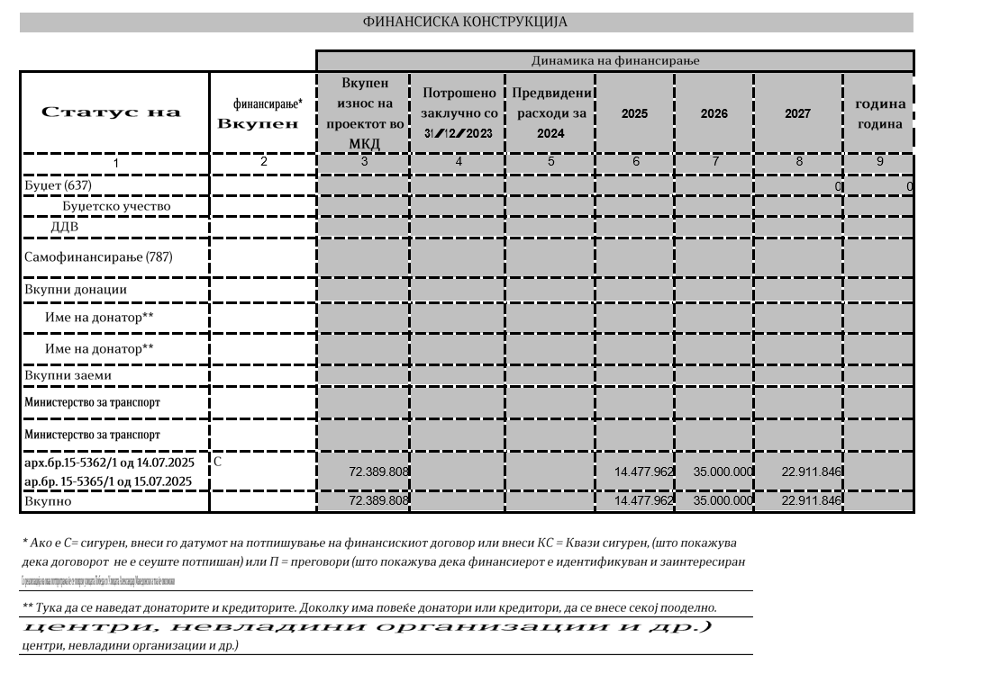 ФИНАНСИСКА КОНСТРУКЦИЈА
Динамика на финансирање
Статус на
финансирање*
Вкупен
Вкупен
износ на
проектот во
МКД
Потрошено
заклучно со
31/12/2023
Предвидени
расходи за
2024
2025
2026
2027
година
година
1 2 3 4 5 6 7 8 9
Буџет (637) 0 0
Буџетско учество
ДДВ
Самофинансирање (787)
Вкупни донации
Име на донатор**
Име на донатор**
Вкупни заеми
Министерство за транспорт
Министерство за транспорт
арх.бр.15-5362/1 од 14.07.2025 С
ар.бр. 15-5365/1 од 15.07.2025 72.389.808 14.477.962 35.000.000 22.911.846
Вкупно 72.389.808 14.477.962 35.000.000 22.911.846
* Ако е С= сигурен, внеси го датумот на потпишување на финансискиот договор или внеси КС = Квази сигурен, (што покажува
дека договорот не е сеуште потпишан) или П = преговори (што покажува дека финансиерот е идентификуван и заинтересиран
** Тука да се наведат донаторите и кредиторите. Доколку има повеќе донатори или кредитори, да се внесе секој пооделно.
центри, невладини организации и др.)
центри, невладини организации и др.)